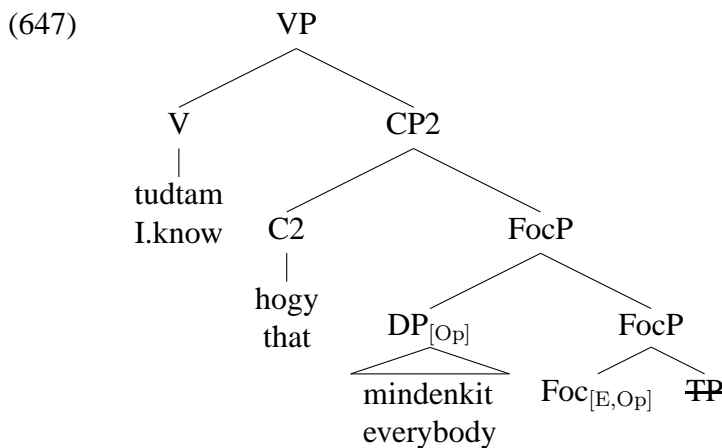 (647) VP
V CP2
tudtam
I.know C2 FocP
hogy
that DP[Op] FocP
mindenkit Foc[E,Op] TP
everybody